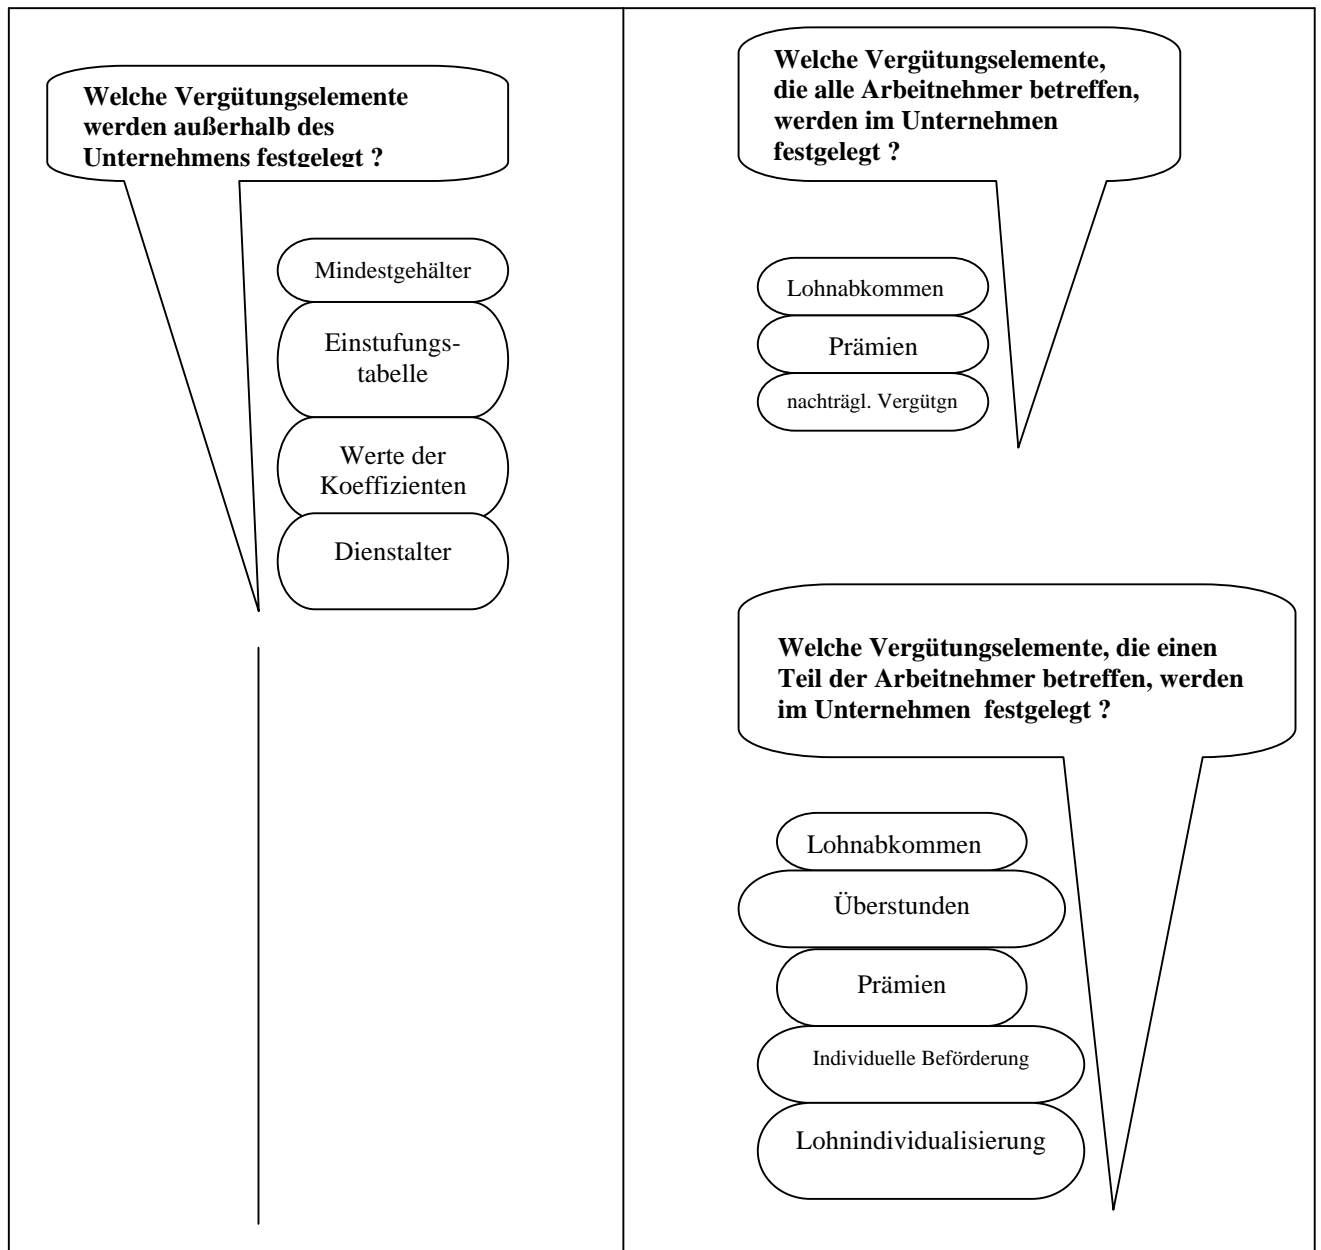 Welche Vergütungselemente
werden außerhalb des
Unternehmens festgelegt ?
Mindestgehälter
Einstufungs-
tabelle
Werte der
Koeffizienten
Dienstalter
Welche Vergütungselemente,
die alle Arbeitnehmer betreffen,
werden im Unternehmen
festgelegt ?
Lohnabkommen
Prämien
nachträgl. Vergütgn
Welche Vergütungselemente, die einen
Teil der Arbeitnehmer betreffen, werden
im Unternehmen  festgelegt ?
Lohnabkommen
Überstunden
Prämien
Individuelle Beförderung
Lohnindividualisierung